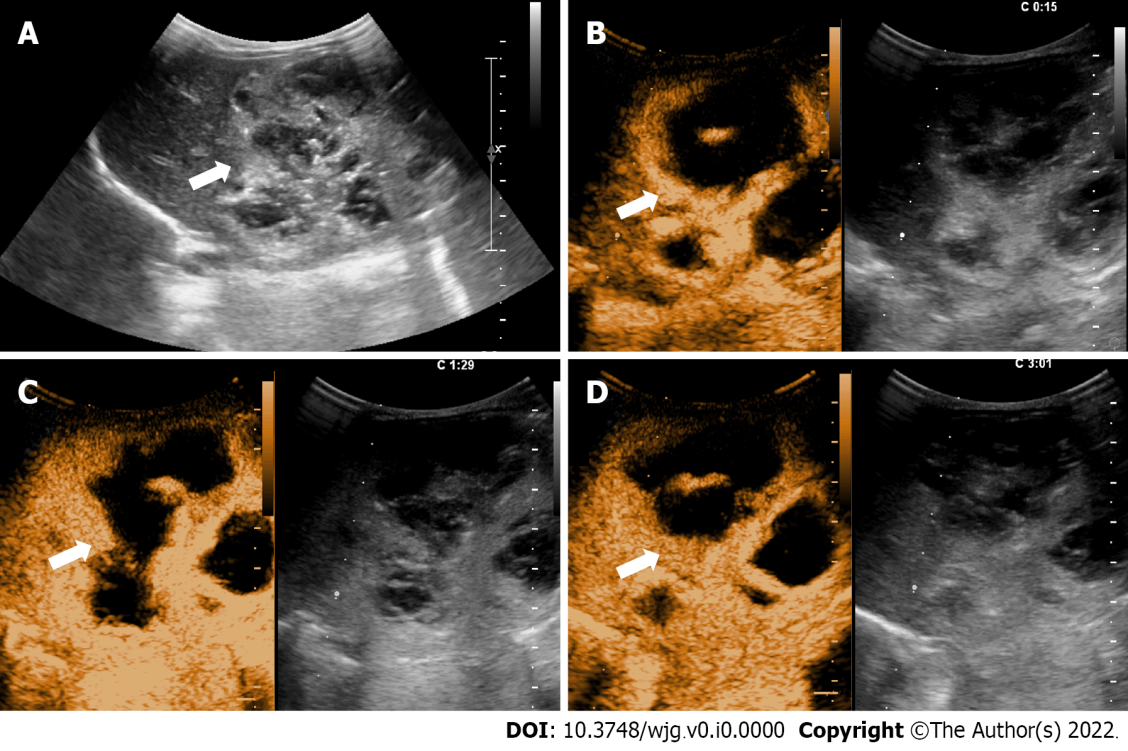 A
B
C 0:15
x
C
C 1:29
D
C 3:01
DOI: 10.3748/wjg.v0.i0.0000 Copyright ©The Author(s) 2022.